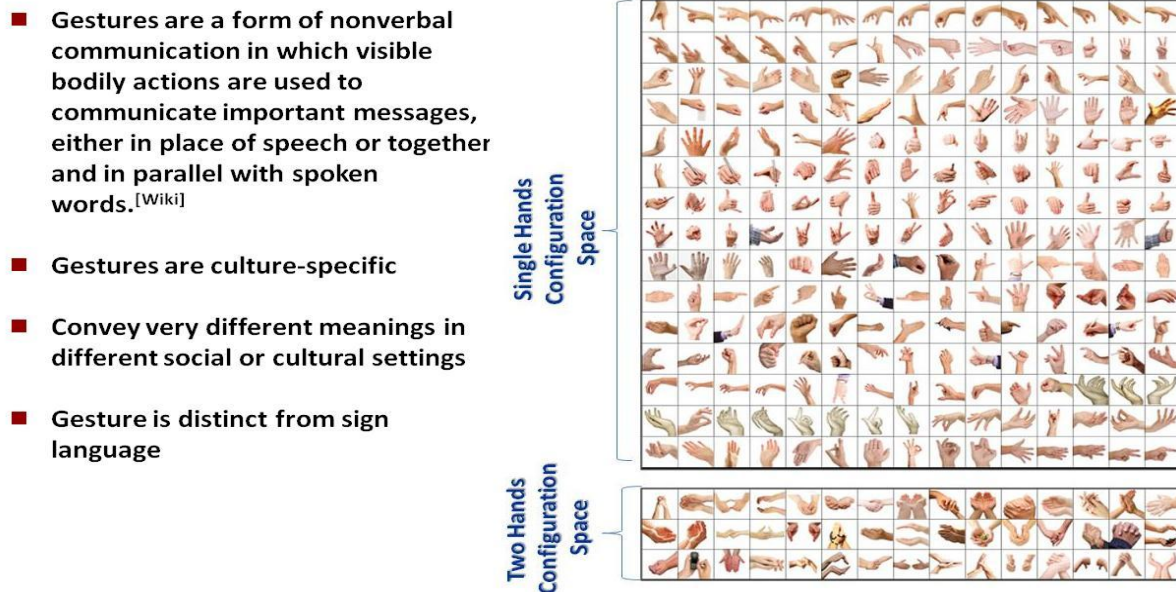 Gestures are a form of nonverbal
communication in which visible
bodily actions are used to
communicate important messages,
either in place of speech or together
and in parallel with spoken
words.[Wiki]
Gestures are culture-specific
Convey very different meanings in
different social or cultural settings
Gesture is distinct from sign
language
Single Hands
Configuration
Space
Two Hands
Configuration
Space